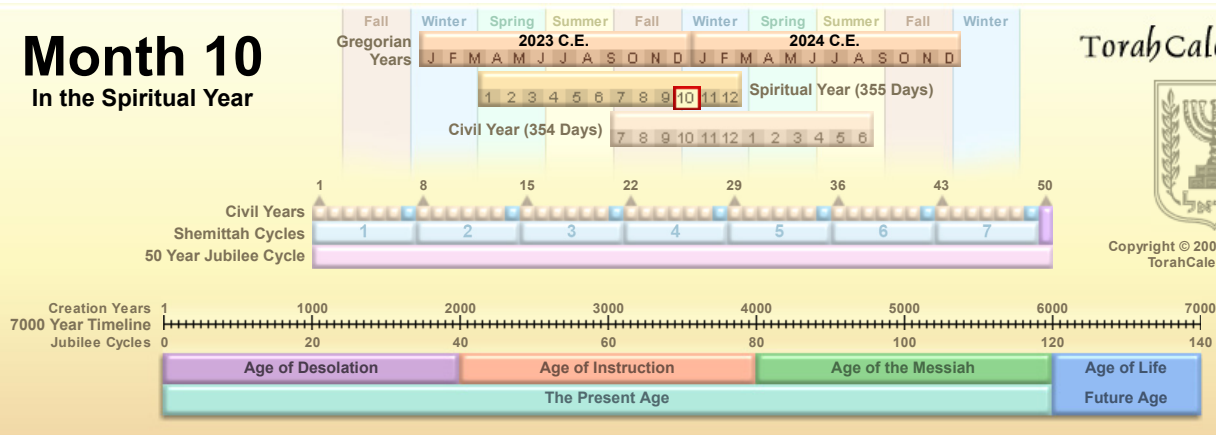 Month 10
In the Spiritual Year
Fall Winter Spring Summer Fall Winter Spring Summer Fall Winter
Gregorian Years
2023 C.E. 2024 C.E.
J F M A M J J A S O N D J F M A M J J A S O N D
1 2 3 4 5 6 7 8 9 10 11 12 Spiritual Year (355 Days)
Civil Year (354 Days) 7 8 9 10 11 12 1 2 3 4 5 6
TorahCale
1 8 15 22 29 36 43 50
Civil Years
Shemittah Cycles 1 2 3 4 5 6 7
50 Year Jubilee Cycle
Copyright © 200
TorahCale
Creation Years 1 1000 2000 3000 4000 5000 6000 7000
7000 Year Timeline
Jubilee Cycles 0 20 40 60 80 100 120 140
Age of Desolation Age of Instruction Age of the Messiah Age of Life
The Present Age Future Age